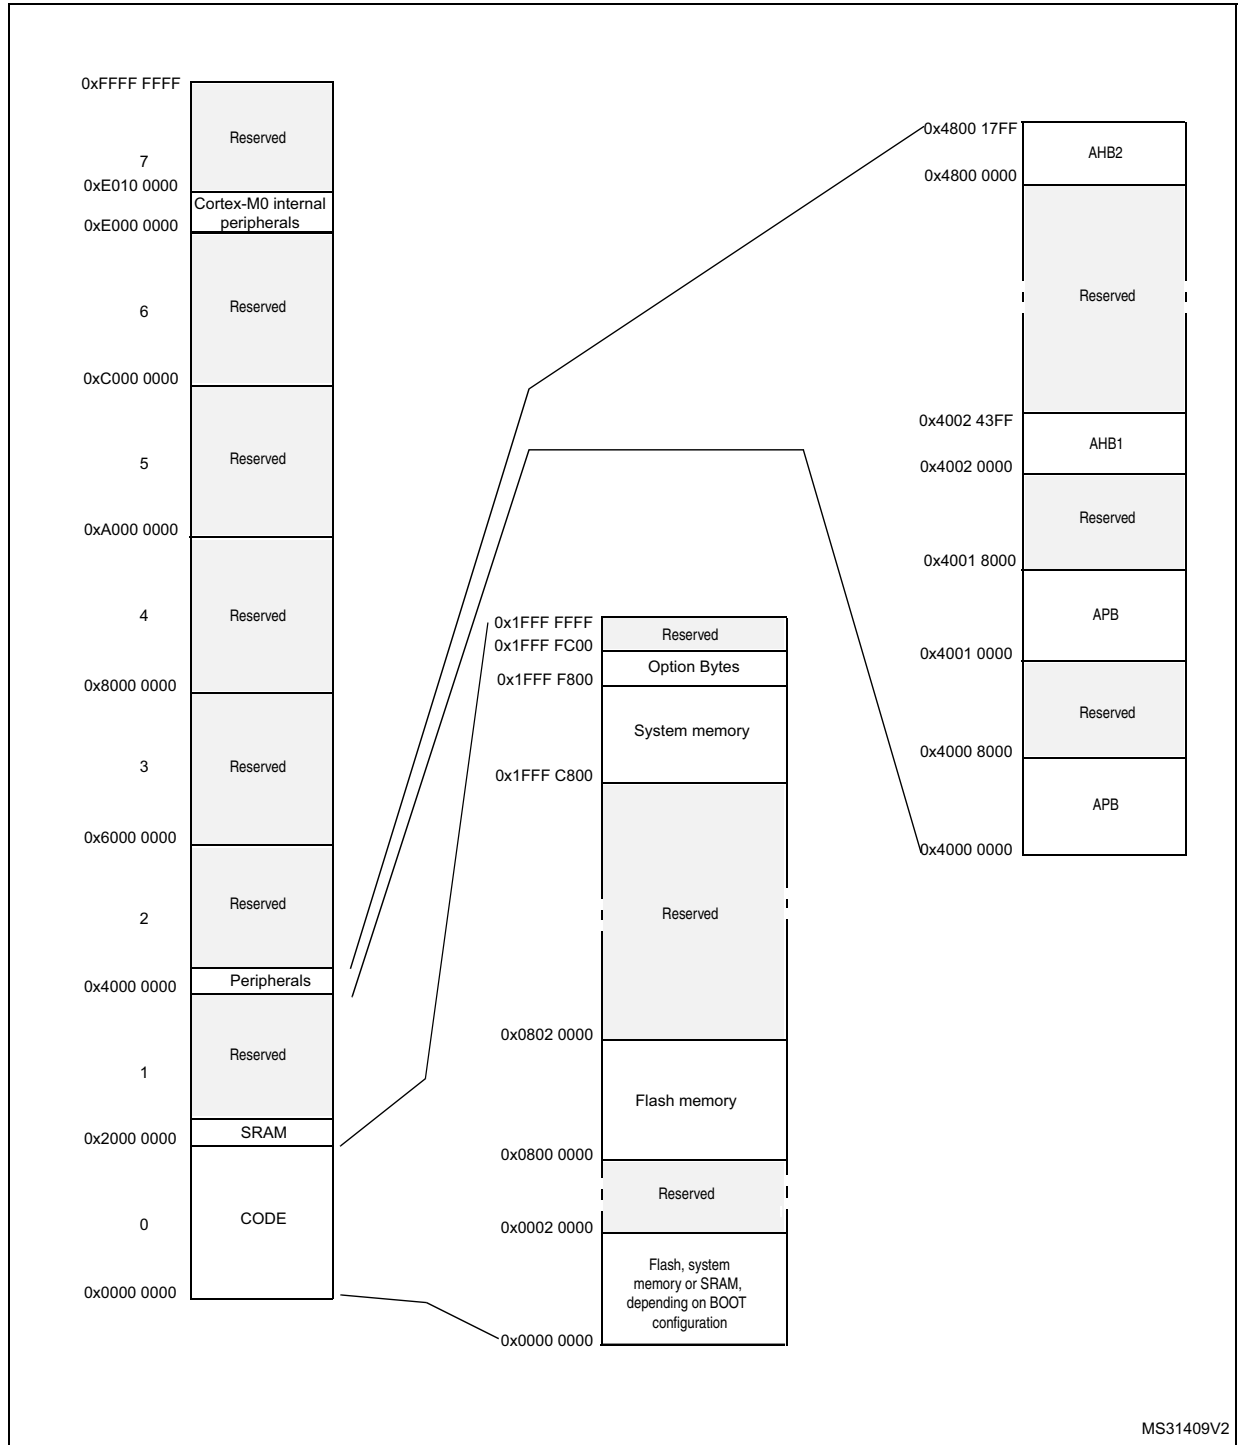 0xFFFF FFFF
Reserved
7
0xE010 0000
Cortex-M0 internal
peripherals
0xE000 0000
Reserved
6
0xC000 0000
Reserved
5
0xA000 0000
Reserved
4
0x8000 0000
Reserved
3
0x6000 0000
Reserved
2
Peripherals
0x4000 0000
Reserved
1
SRAM
0x2000 0000
CODE
0
0x0000 0000
0x1FFF FFFF
Reserved
0x1FFF FC00
Option Bytes
0x1FFF F800
System memory
0x1FFF C800
Reserved
0x0802 0000
Flash memory
0x0800 0000
Reserved
0x0002 0000
Flash, system
memory or SRAM,
depending on BOOT
configuration
0x0000 0000
0x4800 17FF
AHB2
0x4800 0000
Reserved
0x4002 43FF
AHB1
0x4002 0000
Reserved
0x4001 8000
APB
0x4001 0000
Reserved
0x4000 8000
APB
0x4000 0000
MS31409V2